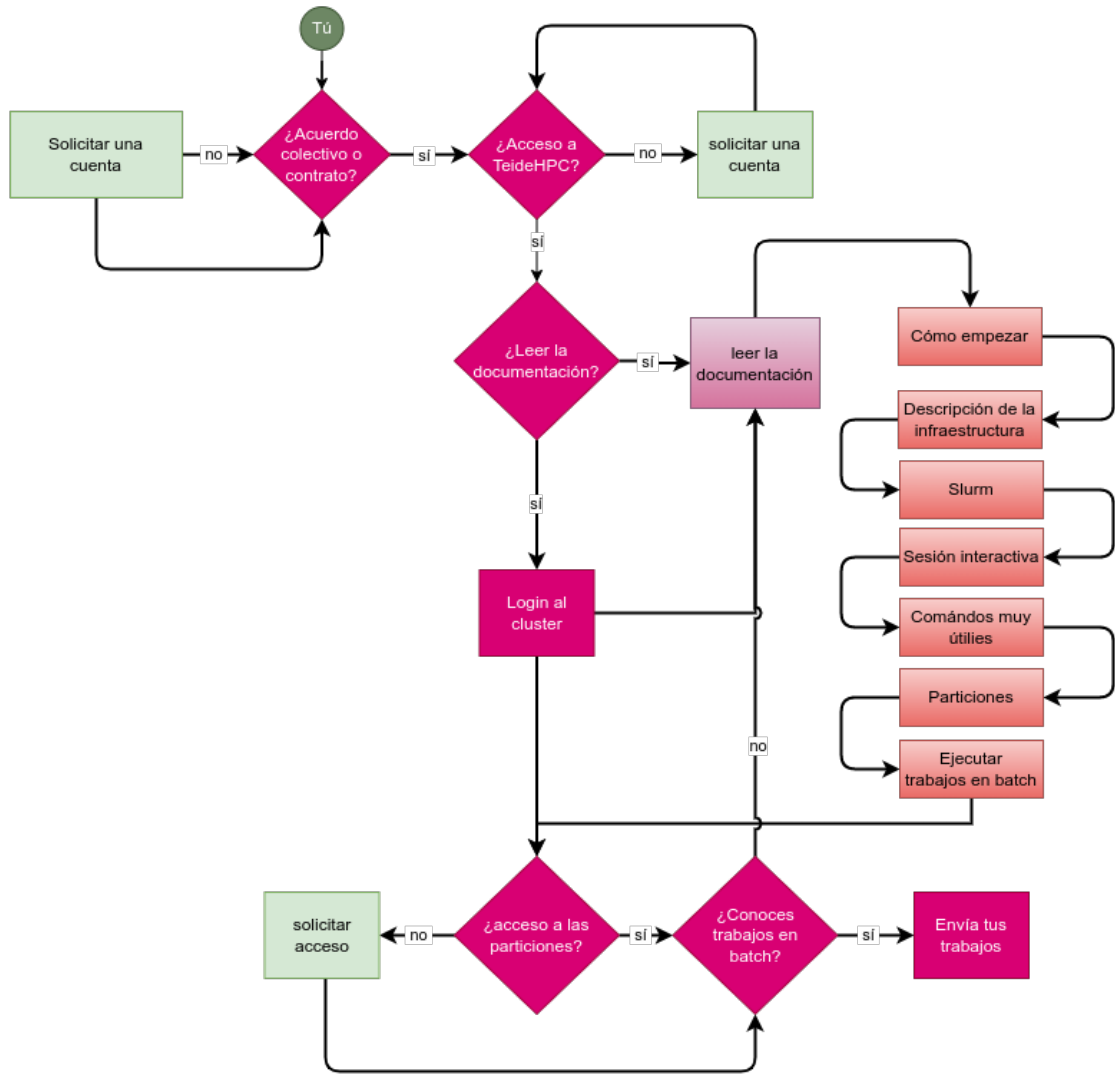 Tú
Solicitar una
cuenta
no
¿Acuerdo
colectivo o
contrato?
sí
¿Acceso a
TeideHPC?
no
solicitar una
cuenta
sí
¿Leer la
documentación?
sí
leer la
documentación
Cómo empezar
Descripción de la
infraestructura
Slurm
Sesión interactiva
Comándos muy
útilies
Particiones
Ejecutar
trabajos en batch
sí
Login al
cluster
no
solicitar
acceso
no
¿acceso a las
particiones?
sí
¿Conoces
trabajos en
batch?
sí
Envía tus
trabajos